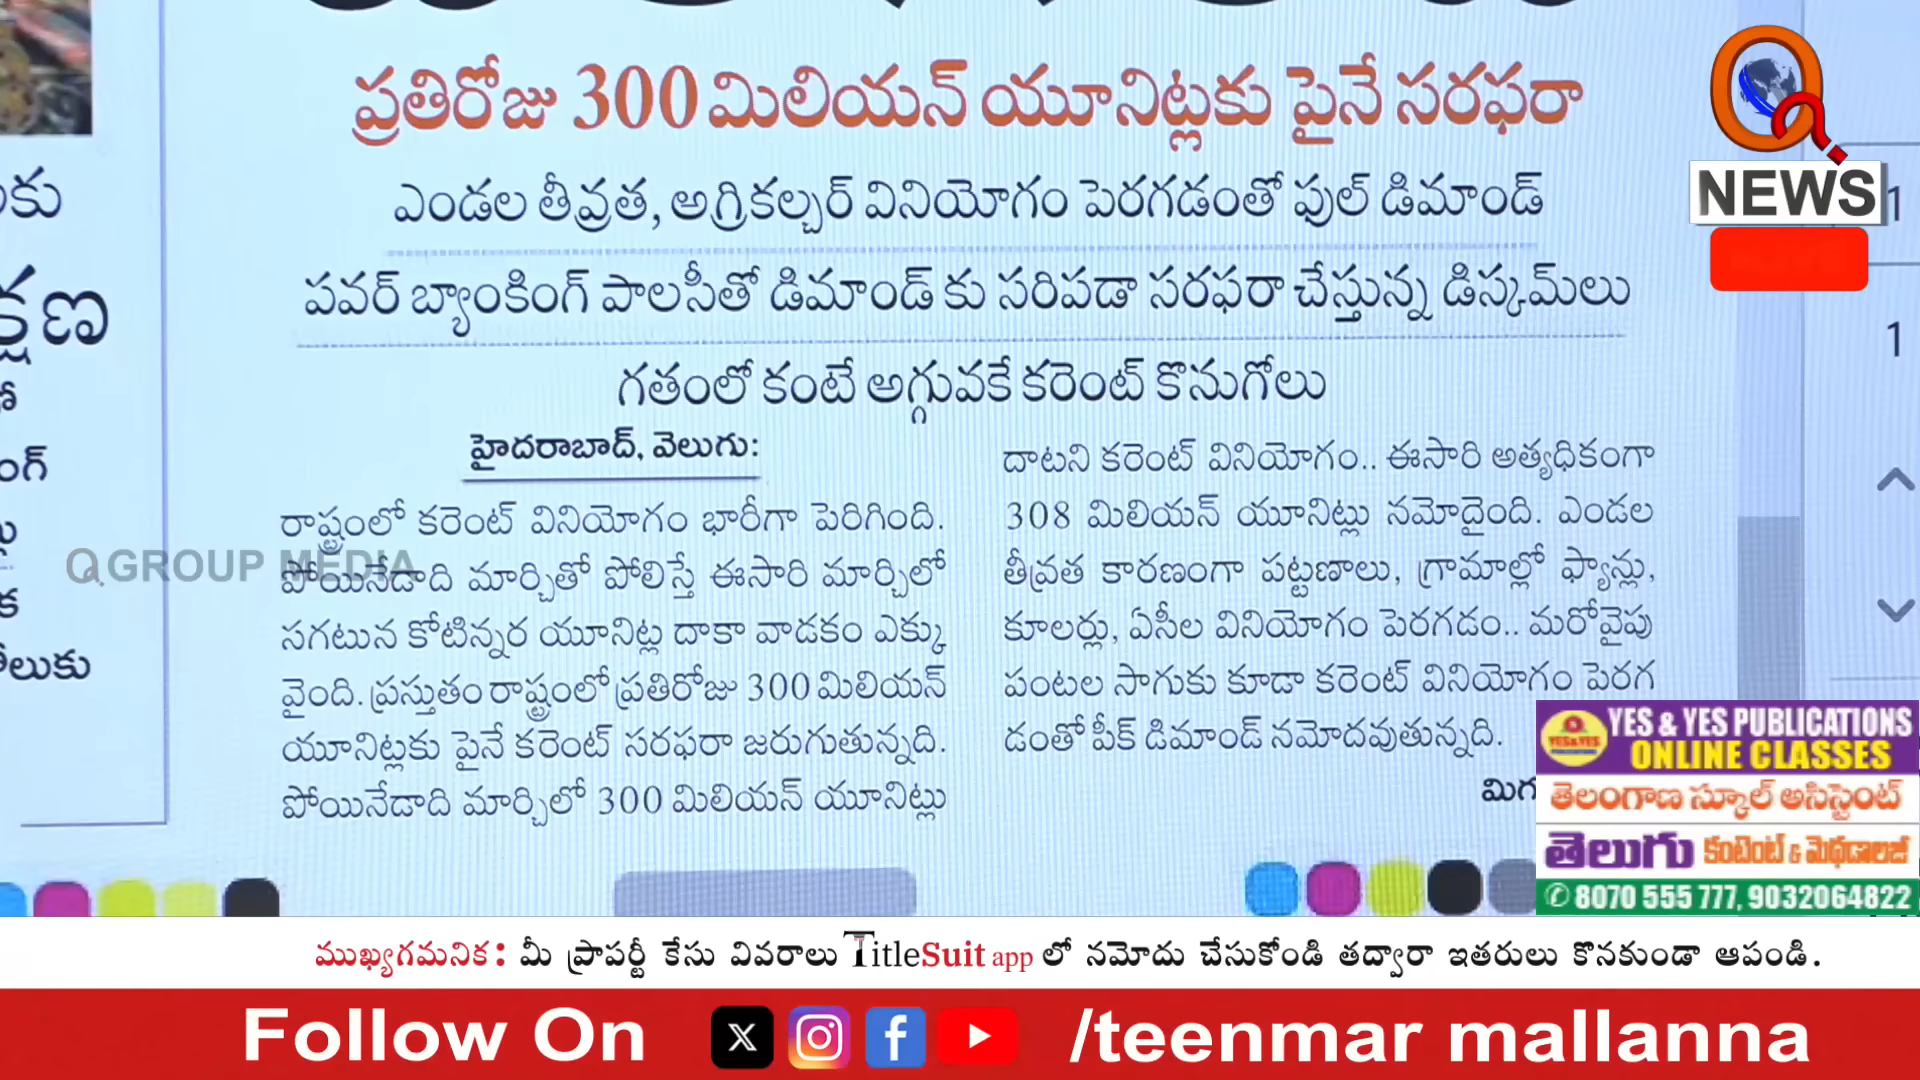 ప్రతిరోజు 300 మిలియన్ యూనిట్లకు పైనే సరఫరా
ఎండల తీవ్రత, అగ్రికల్చర్ వినియోగం పెరగడంతో ఫుల్ డిమాండ్
పవర్ బ్యాంకింగ్ పాలసీతో డిమాండ్ కు సరిపడా సరఫరా చేస్తున్న డిస్కమ్‌లు
గతంలో కంటే అగ్గువకే కరెంట్ కొనుగోలు
హైదరాబాద్, వెలుగు:
రాష్ట్రంలో కరెంట్ వినియోగం భారీగా పెరిగింది.
పోయినేడాది మార్చితో పోలిస్తే ఈసారి మార్చిలో
సగటున కోటిన్నర యూనిట్ల దాకా వాడకం ఎక్కు
వైంది. ప్రస్తుతం రాష్ట్రంలో ప్రతిరోజు 300 మిలియన్
యూనిట్లకు పైనే కరెంట్ సరఫరా జరుగుతున్నది.
పోయినేడాది మార్చిలో 300 మిలియన్ యూనిట్లు
దాటని కరెంట్ వినియోగం.. ఈసారి అత్యధికంగా
308 మిలియన్ యూనిట్లు నమోదైంది. ఎండల
తీవ్రత కారణంగా పట్టణాలు, గ్రామాల్లో ఫ్యాన్లు,
కూలర్లు, ఏసీల వినియోగం పెరగడం.. మరోవైపు
పంటల సాగుకు కూడా కరెంట్ వినియోగం పెరగ
డంతో పీక్ డిమాండ్ నమోదవుతున్నది.
కు
క్షణ
ంగ్
క
లుకు
Q GROUP MEDIA
Q
NEWS
1
1
YES & YES PUBLICATIONS
ONLINE CLASSES
తెలంగాణ స్కూల్ అసిస్టెంట్
తెలుగు కంటెంట్ & మెథడాలజీ
8070 555 777, 9032064822
ముఖ్యగమనిక: మీ ప్రాపర్టీ కేసు వివరాలు TitleSuit app లో నమోదు చేసుకోండి తద్వారా ఇతరులు కొనకుండా ఆపండి.
Follow On /teenmar mallanna